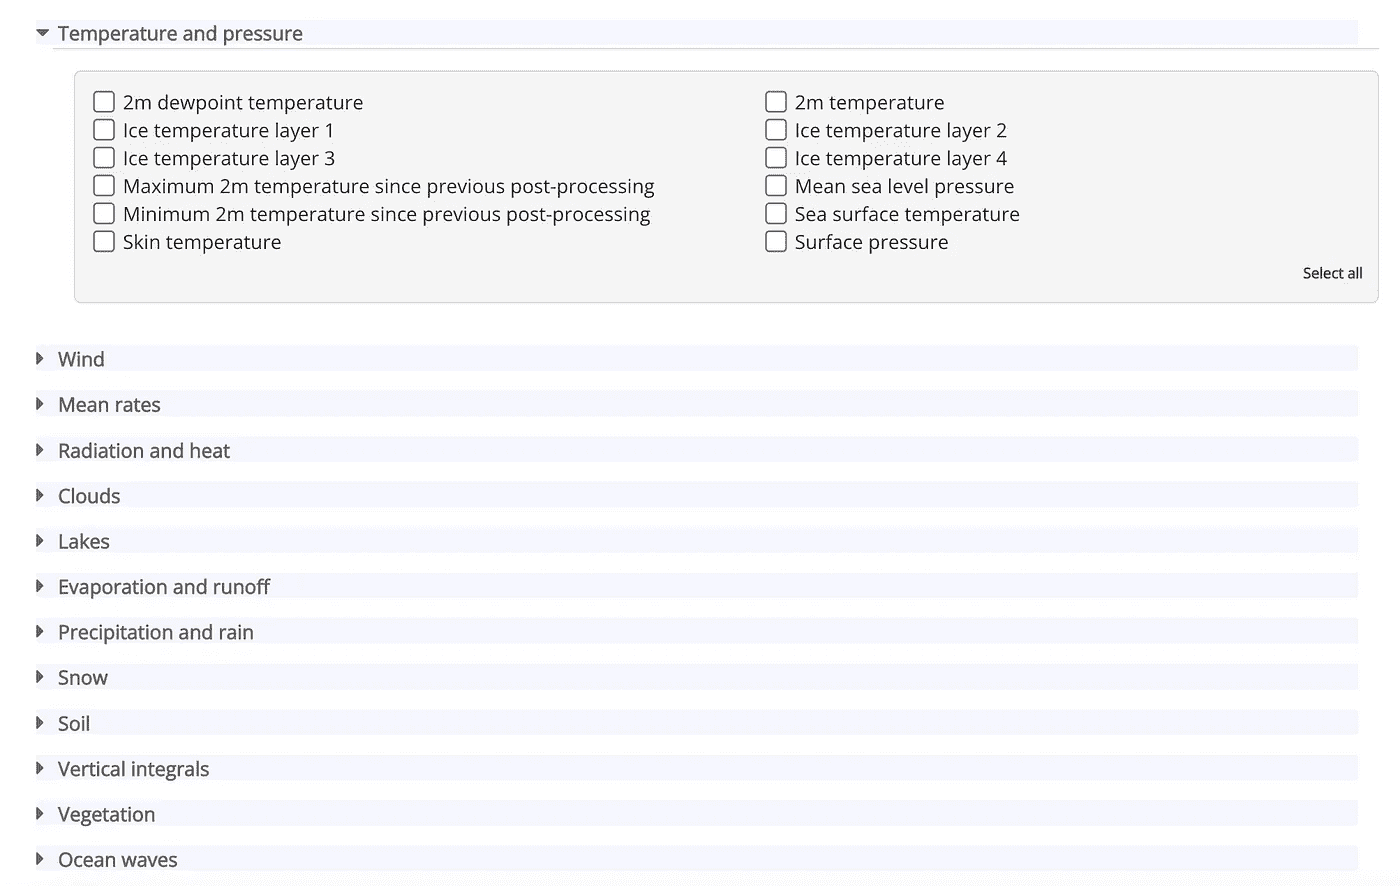 Temperature and pressure
2m dewpoint temperature
2m temperature
Ice temperature layer 1
Ice temperature layer 2
Ice temperature layer 3
Ice temperature layer 4
Maximum 2m temperature since previous post-processing
Mean sea level pressure
Minimum 2m temperature since previous post-processing
Sea surface temperature
Skin temperature
Surface pressure
Select all
Wind
Mean rates
Radiation and heat
Clouds
Lakes
Evaporation and runoff
Precipitation and rain
Snow
Soil
Vertical integrals
Vegetation
Ocean waves